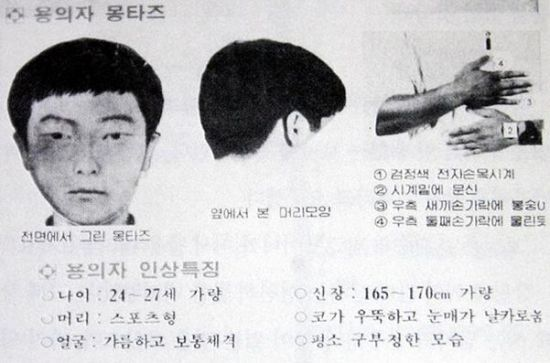 용의자 몽타즈
전면에서 그린 몽타즈
옆에서 본 머리모양
4
3
2
① 검정색 전자손목시계
② 시계밑에 문신
③ 우측 새끼손가락에 봉숭아
④ 우측 둘째손가락에 물린듯
용의자 인상특징
○나이 : 24~27세 가량
○신장 : 165~170cm 가량
○머리 : 스포츠형
○코가 우뚝하고 눈매가 날카로움
○얼굴 : 갸름하고 보통체격
○평소 구부정한 모습